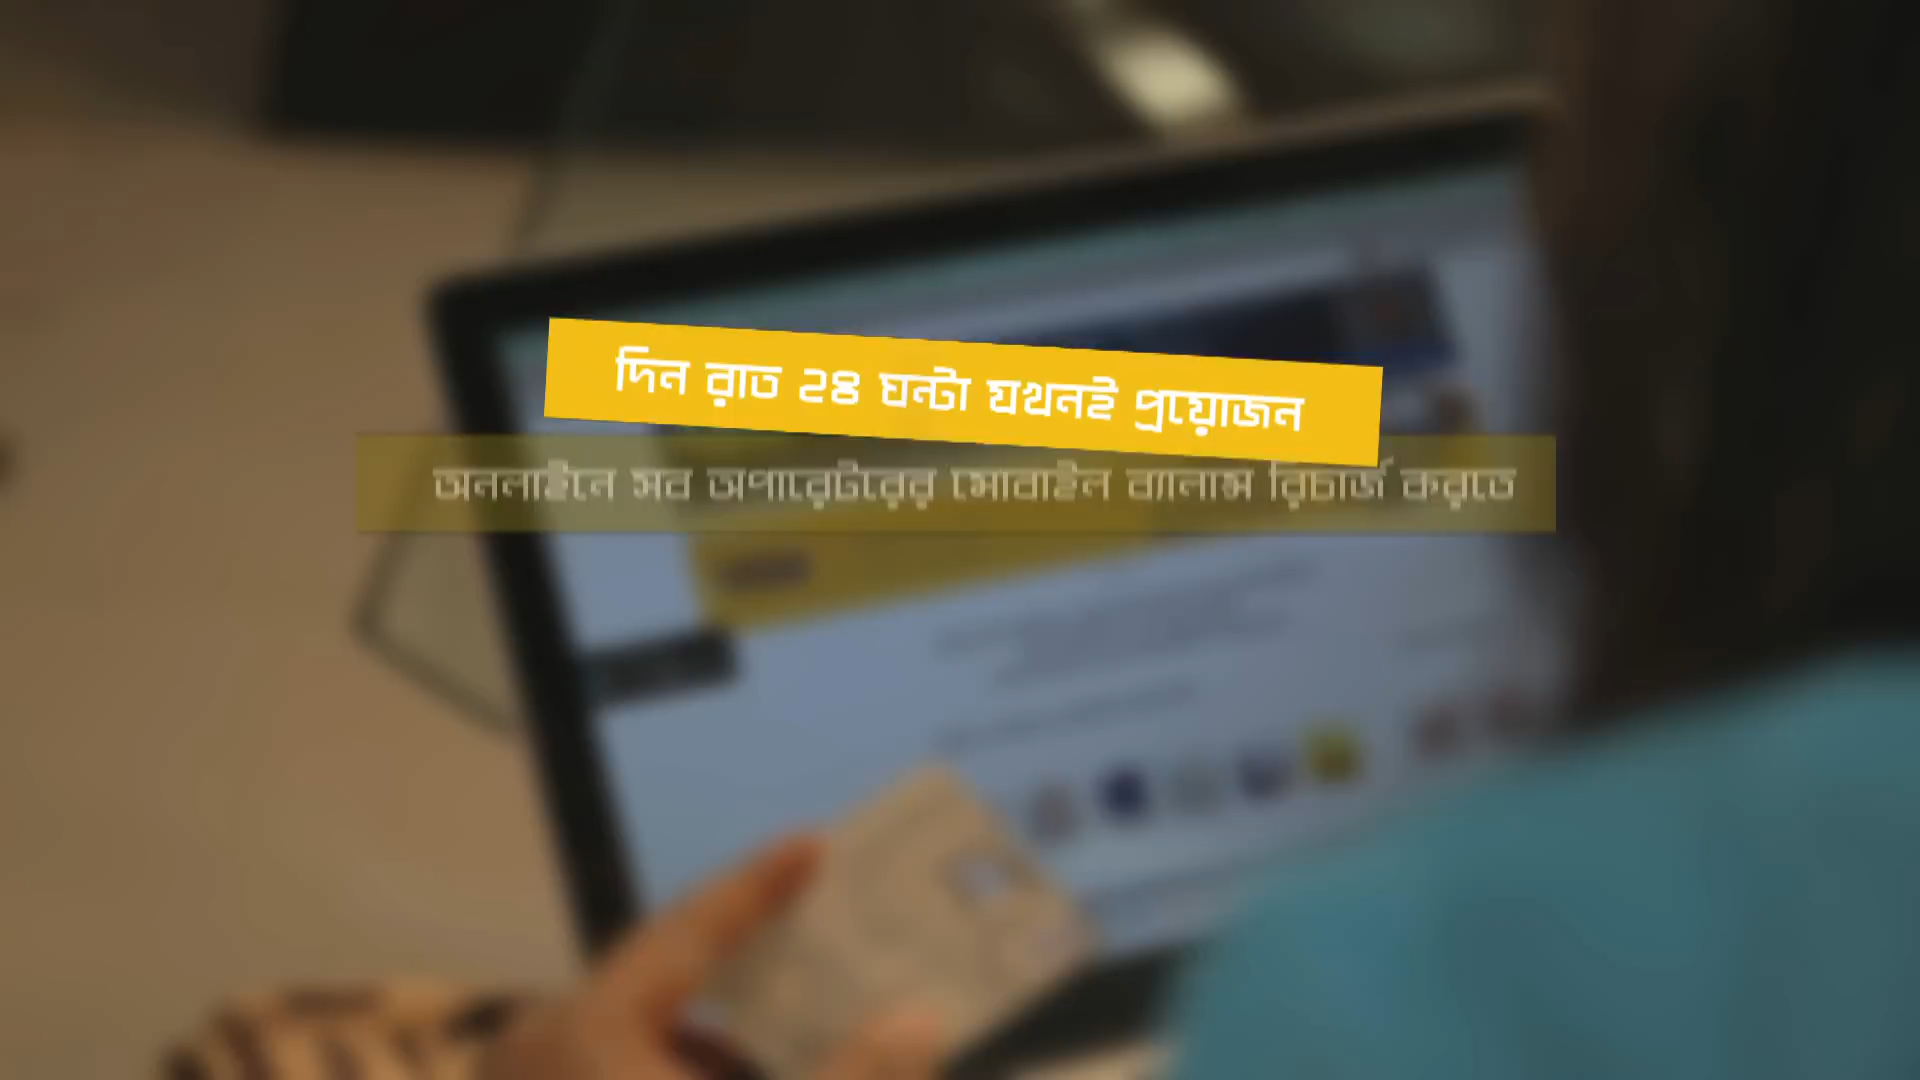 দিন রাত ২৪ ঘন্টা যখনই প্রয়োজন
অনলাইনে সব অপারেটরের মোবাইল ব্যালান্স রিচার্জ করতে